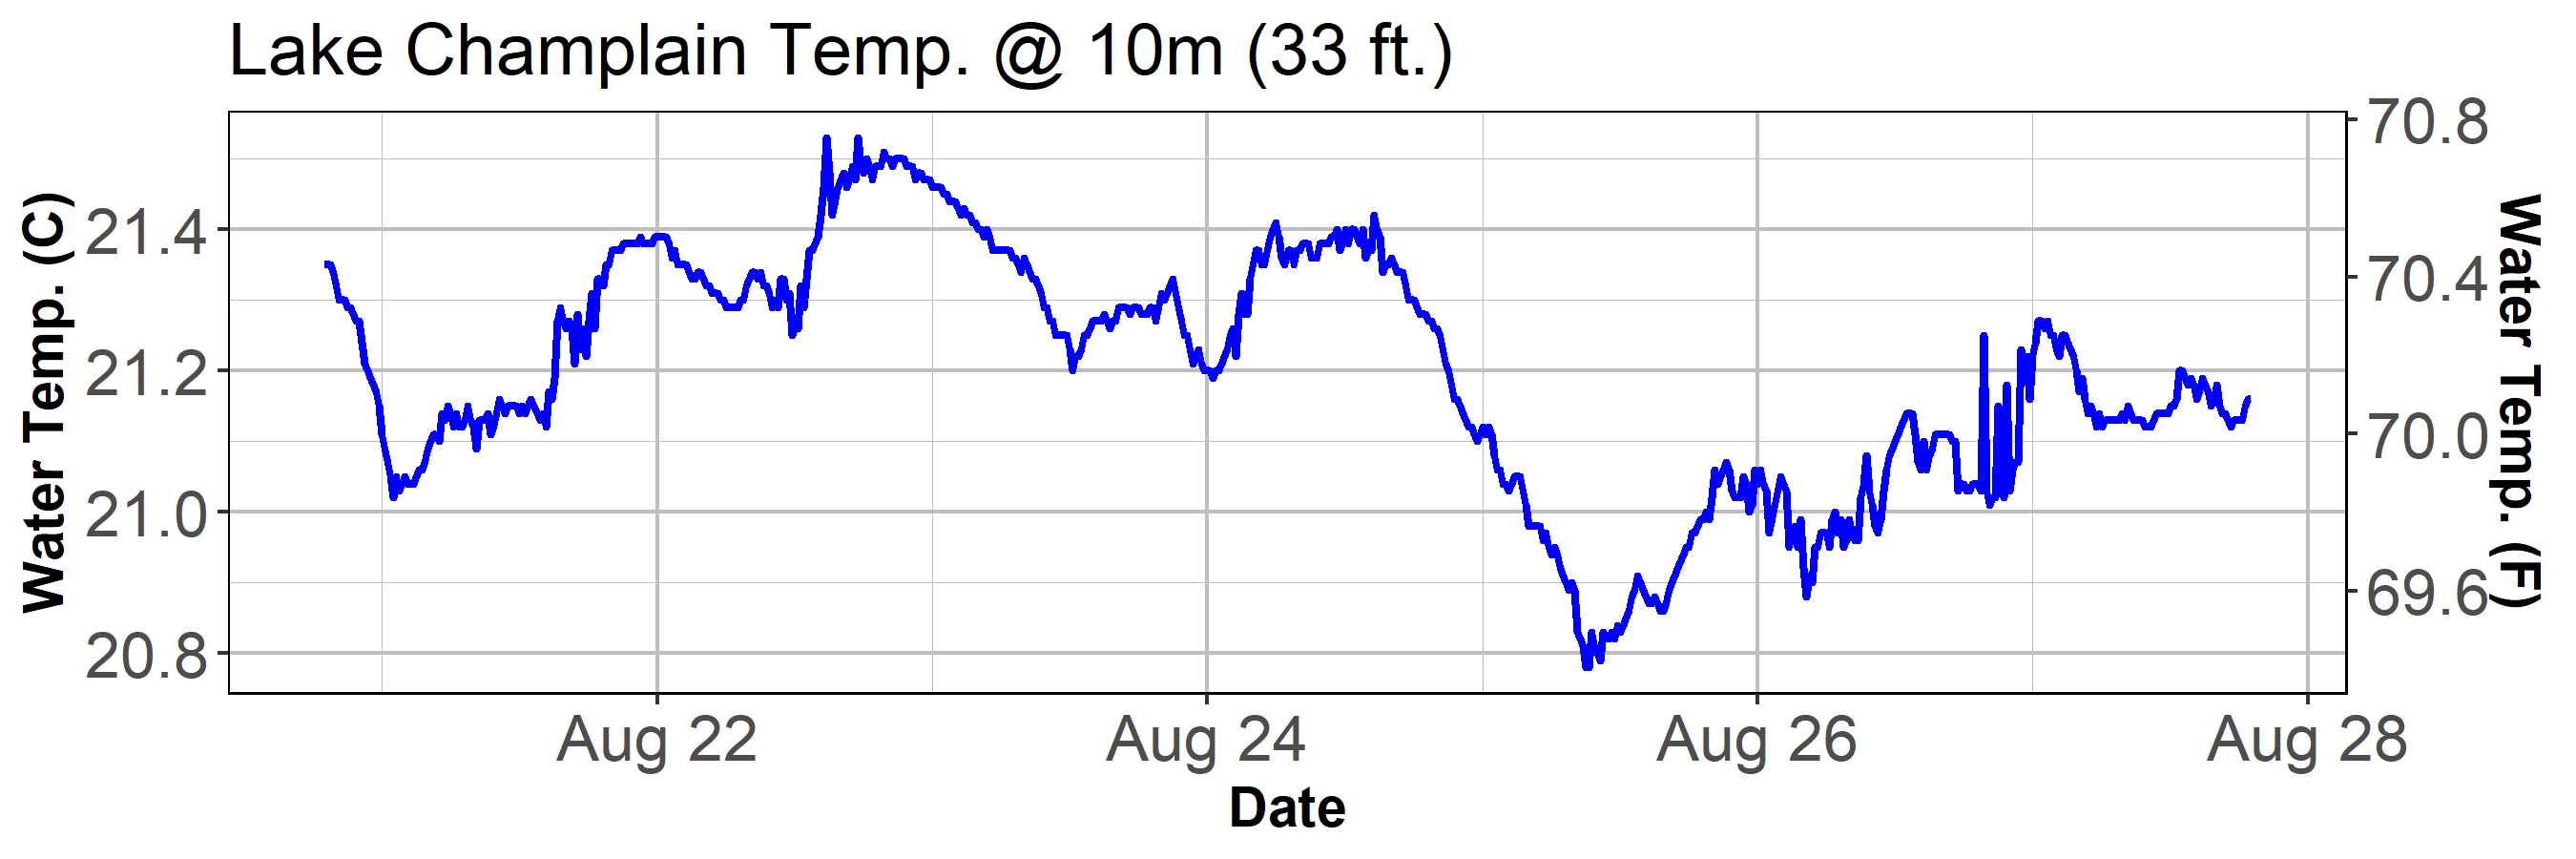 Lake Champlain Temp. @ 10m (33 ft.)
Water Temp. (C)
21.4
21.2
21.0
20.8
70.8
70.4
70.0
69.6
Water Temp. (F)
Aug 22
Aug 24
Aug 26
Aug 28
Date